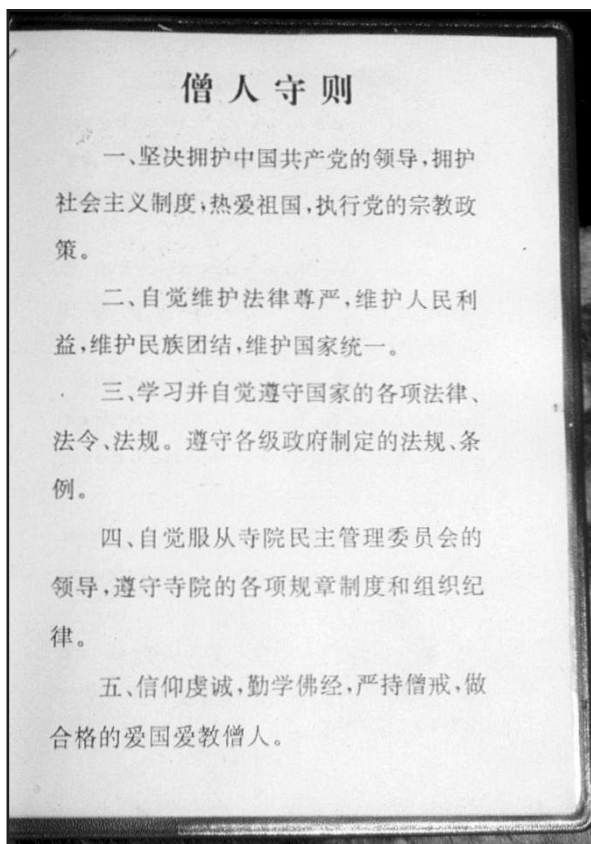 僧人守则
一、坚决拥护中国共产党的领导,拥护
社会主义制度,热爱祖国,执行党的宗教政
策。
二、自觉维护法律尊严,维护人民利
益,维护民族团结,维护国家统一。
三、学习并自觉遵守国家的各项法律、
法令、法规。遵守各级政府制定的法规、条
例。
四、自觉服从寺院民主管理委员会的
领导,遵守寺院的各项规章制度和组织纪
律。
五、信仰虔诚,勤学佛经,严持僧戒,做
合格的爱国爱教僧人。